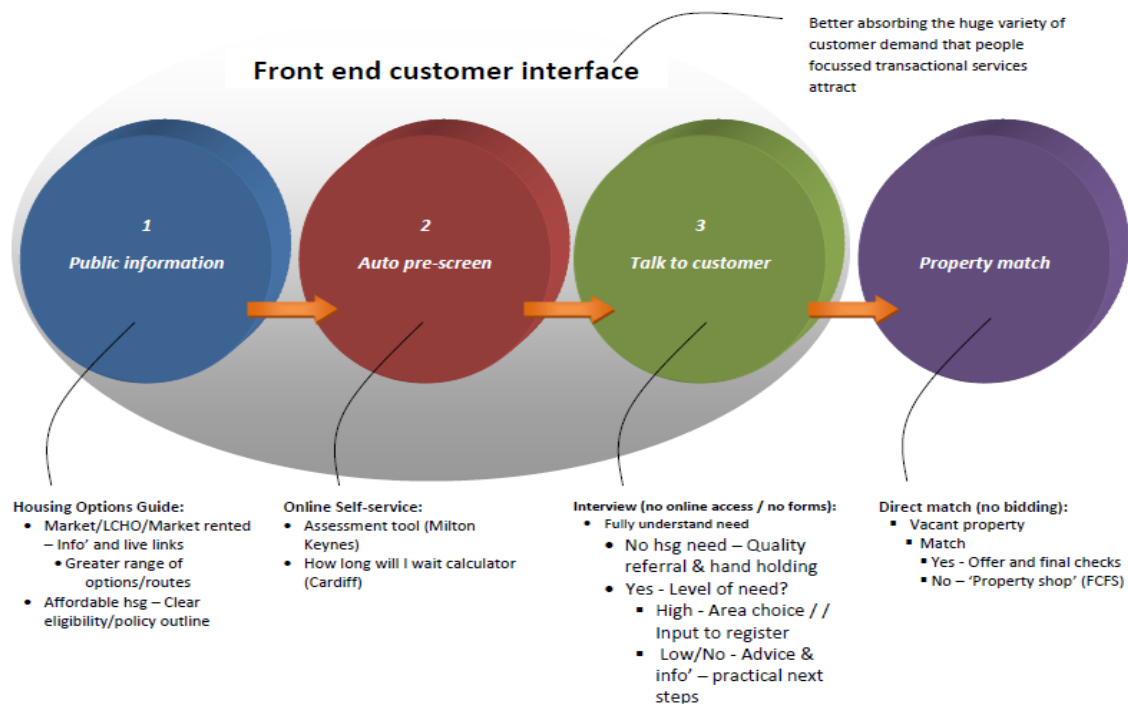 Better absorbing the huge variety of
customer demand that people
focussed transactional services
attract
Front end customer interface
1
Public information
2
Auto pre-screen
3
Talk to customer
Property match
Housing Options Guide:
• Market/LCHO/Market rented
– Info’ and live links
• Greater range of
options/routes
• Affordable hsg – Clear
eligibility/policy outline
Online Self-service:
• Assessment tool (Milton
Keynes)
• How long will I wait calculator
(Cardiff)
Interview (no online access / no forms):
• Fully understand need
• No hsg need – Quality
referral & hand holding
• Yes - Level of need?
▪ High - Area choice / /
Input to register
▪ Low/No - Advice &
info’ – practical next
steps
Direct match (no bidding):
▪ Vacant property
▪ Match
▪ Yes - Offer and final checks
▪ No – ‘Property shop’ (FCFS)